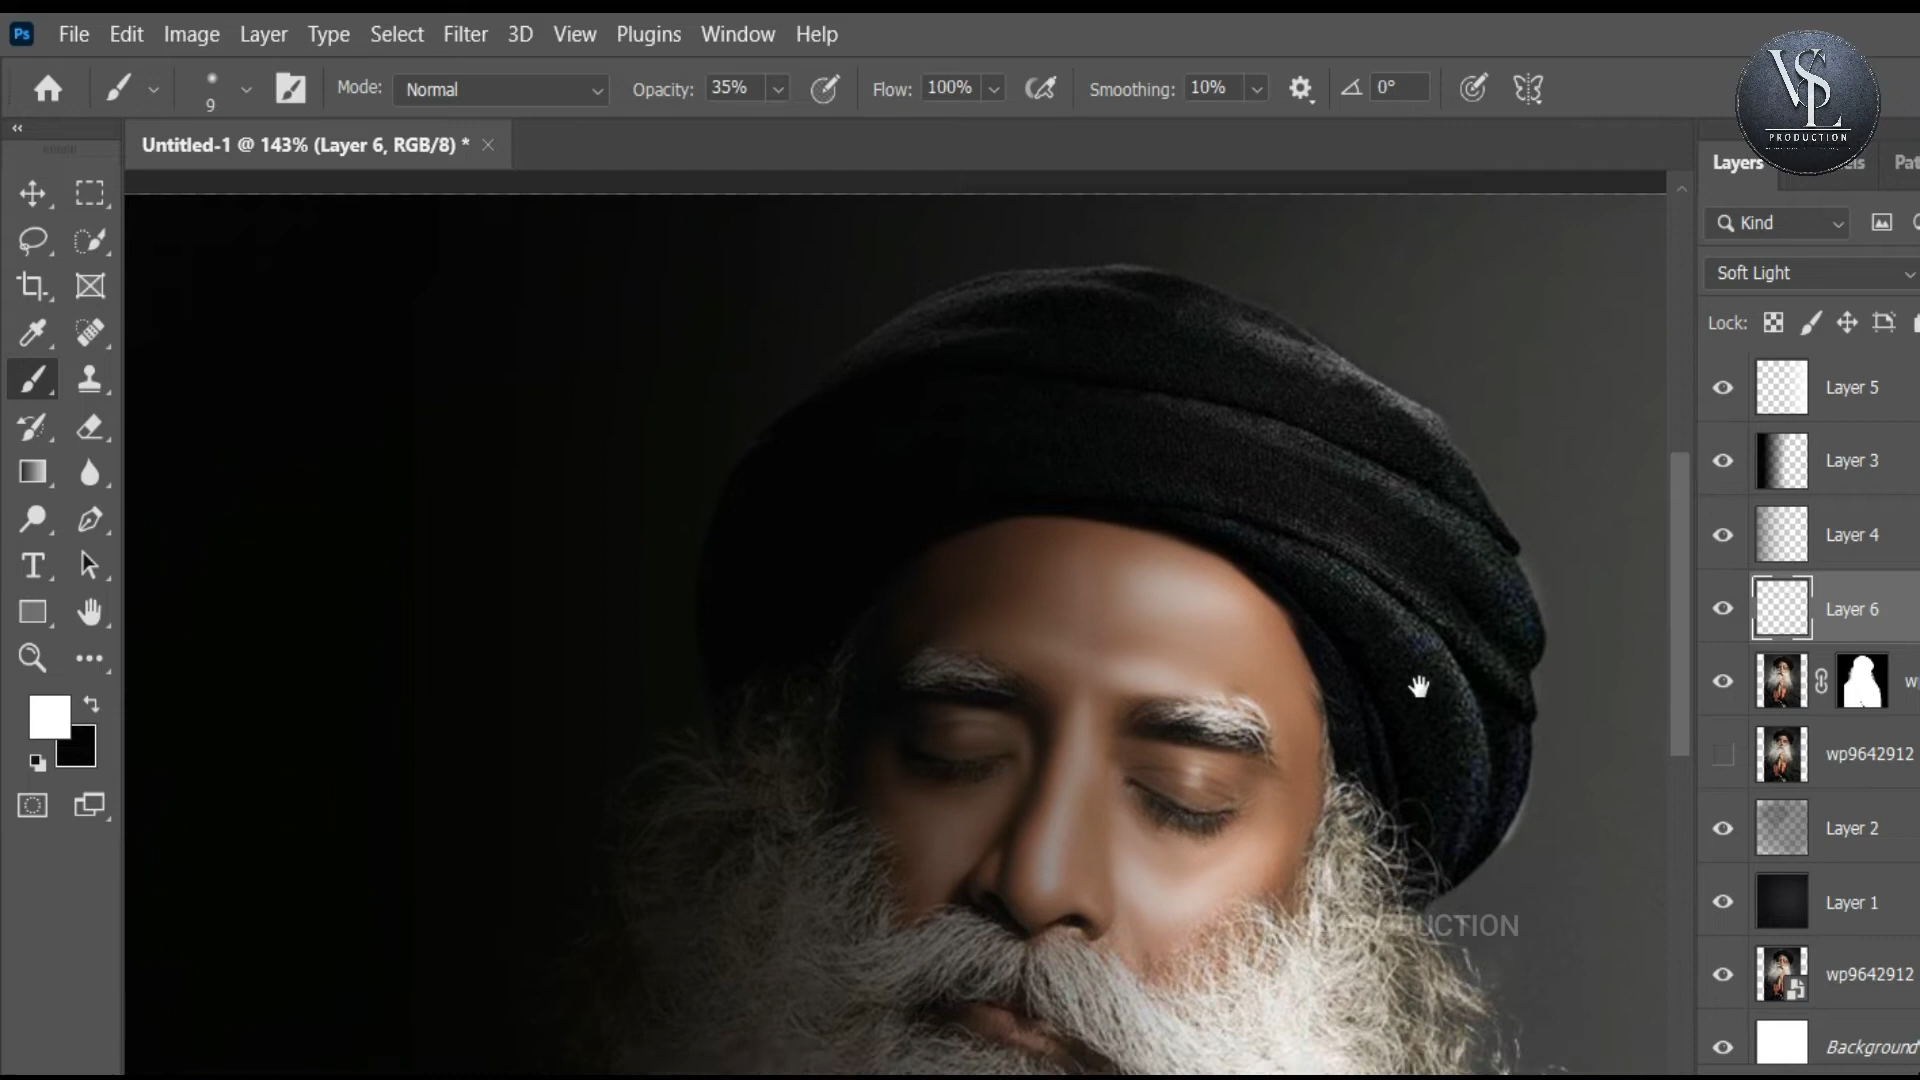 Ps File Edit Image Layer Type Select Filter 3D View Plugins Window Help
9 Mode: Normal Opacity: 35% Flow: 100% Smoothing: 10% 0°
VSL
PRODUCTION
Untitled-1 @ 143% (Layer 6, RGB/8) *
Layers
Kind
Soft Light
Lock:
Layer 5
Layer 3
Layer 4
Layer 6
wp9642912
Layer 2
Layer 1
wp9642912
Background